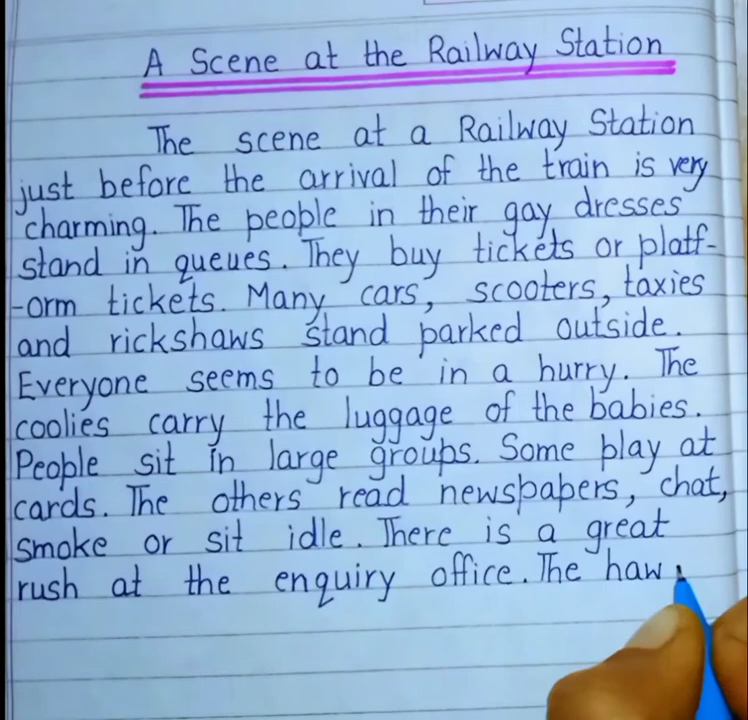 A Scene at the Railway Station
The scene at a Railway Station
just before the arrival of the train is very
charming. The people in their gay dresses
stand in queues. They buy tickets or platf-
-orm tickets. Many cars, scooters, taxies
and rickshaws stand parked outside.
Everyone seems to be in a hurry. The
coolies carry the luggage of the babies.
People sit in large groups. Some play at
cards. The others read newspapers, chat,
smoke or sit idle. There is a great
rush at the enquiry office. The haw